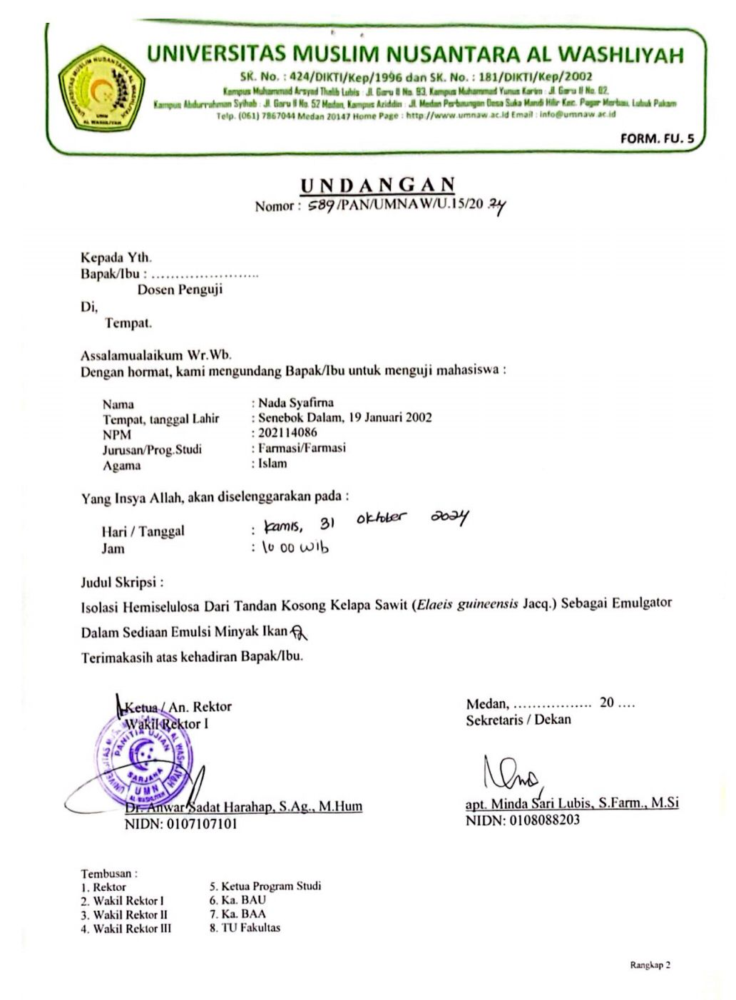 UNIVERSITAS MUSLIM NUSANTARA AL WASHLIYAH
SK. No. : 424/DIKTI/Kep/1996 dan SK. No. : 181/DIKTI/Kep/2002
Kampus Muhammad Arsyad Thalib Lubis : Jl. Garu II No. 93, Kampus Muhammad Yunus Karim : Jl. Garu II No. 02,
Kampus Abdurrahman Syihab : Jl. Garu II No. 52 Medan, Kampus Aziddin : Jl. Medan Perbaungan Desa Suka Mandi Hilir Kec. Pagar Merbau, Lubuk Pakam
Telp. (061) 7867044 Medan 20147 Home Page : http://www.umnaw.ac.id Email : info@umnaw.ac.id
UNIVERSITAS MUSLIM NUSANTARA AL WASHLIYAH
UMN
AL WASHLIYAH
FORM. FU. 5
UNDANGAN
Nomor : 589/PAN/UMNAW/U.15/20 24
Kepada Yth.
Bapak/Ibu : .......................
Dosen Penguji
Di,
Tempat.
Assalamualaikum Wr.Wb.
Dengan hormat, kami mengundang Bapak/Ibu untuk menguji mahasiswa :
Nama : Nada Syafirna
Tempat, tanggal Lahir : Senebok Dalam, 19 Januari 2002
NPM : 202114086
Jurusan/Prog.Studi : Farmasi/Farmasi
Agama : Islam
Yang Insya Allah, akan diselenggarakan pada :
Hari / Tanggal : Kamis, 31 Oktober 2024
Jam : 10 00 wib
Judul Skripsi :
Isolasi Hemiselulosa Dari Tandan Kosong Kelapa Sawit (Elaeis guineensis Jacq.) Sebagai Emulgator
Dalam Sediaan Emulsi Minyak Ikan
Terimakasih atas kehadiran Bapak/Ibu.
Ketua / An. Rektor
Wakil Rektor I
Medan, ................. 20 ....
Sekretaris / Dekan
PANITIA UJIAN
SARJANA
UMN
AL WASHLIYAH
Dr. Anwar Sadat Harahap, S.Ag., M.Hum
NIDN: 0107107101
apt. Minda Sari Lubis, S.Farm., M.Si
NIDN: 0108088203
Tembusan :
1. Rektor
2. Wakil Rektor I
3. Wakil Rektor II
4. Wakil Rektor III
5. Ketua Program Studi
6. Ka. BAU
7. Ka. BAA
8. TU Fakultas
Rangkap 2